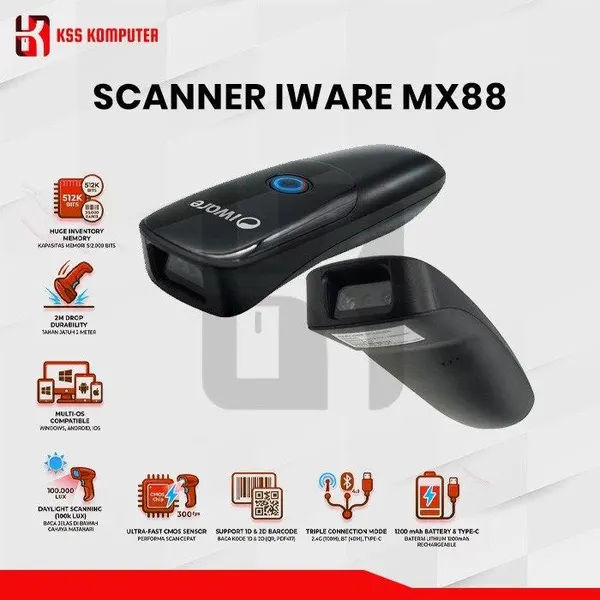 KSS KOMPUTER
SCANNER IWARE MX88
iware
512K
BITS
512K
BITS
HUGE INVENTORY
MEMORY
KAPASITAS MEMORI 512.000 BITS
2M DROP
DURABILITY
TAHAN JATUH 2 METER
MULTI-OS
COMPATIBLE
WINDOWS, ANDROID, IOS
100.000
LUX
DAYLIGHT SCANNING
(100K LUX)
BACA JELAS DI BAWAH
CAHAYA MATAHARI
CMOS
Chip
300fps
ULTRA-FAST CMOS SENSOR
PERFORMA SCAN CEPAT
SUPPORT 1D & 2D BARCODE
BACA KODE 1D & 2D (QR, PDF417)
TRIPLE CONNECTION MODE
2.4G (100M), BT (40M), TYPE-C
1200 mAh BATTERY & TYPE-C
BATERAI LITHIUM 1200mAh
RECHARGEABLE